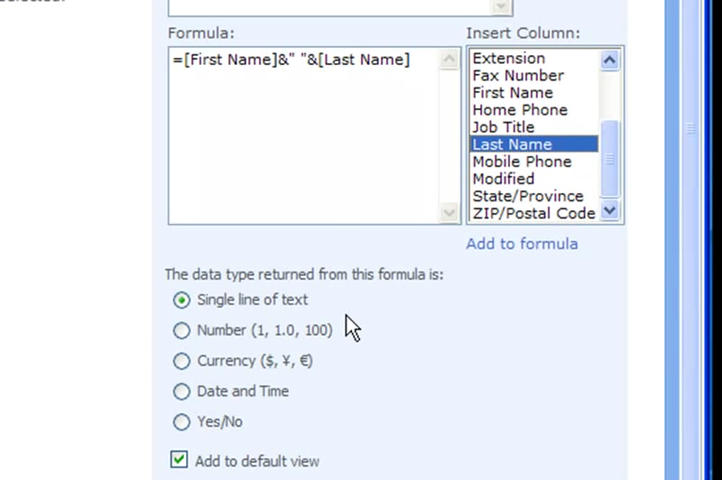 Formula:
Insert Column:
=[First Name]&" "&[Last Name]
Extension
Fax Number
First Name
Home Phone
Job Title
Last Name
Mobile Phone
Modified
State/Province
ZIP/Postal Code
Add to formula
The data type returned from this formula is:
Single line of text
Number (1, 1.0, 100)
Currency ($, ¥, €)
Date and Time
Yes/No
Add to default view